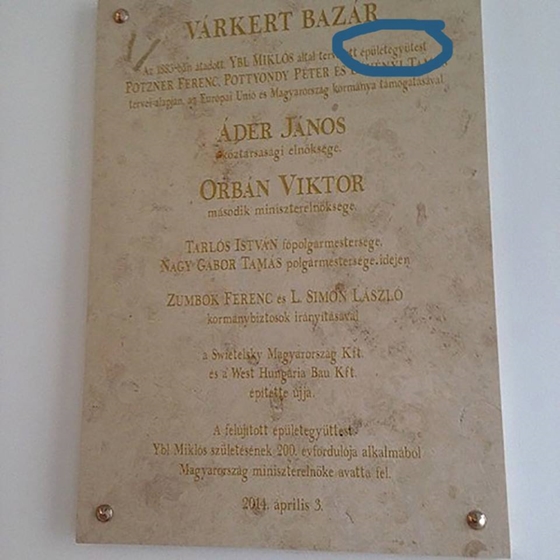 VÁRKERT BAZÁR
Az 1883-ban átadott, YBL MIKLÓS által tervezett épületegyütest
POTZNER FERENC, POTTYONDY PÉTER ÉS
tervei alapján, az Európai Unió és Magyarország kormánya támogatásával
ÁDER JÁNOS
köztársasági elnöksége,
ORBÁN VIKTOR
második miniszterelnöksége,
TARLÓS ISTVÁN főpolgármestersége,
NAGY GÁBOR TAMÁS polgármestersége idején
ZUMBOK FERENC és L. SIMON LÁSZLÓ
kormánybiztosok irányításával
a Swietelsky Magyarország Kft.
és a West Hungária Bau Kft.
építette újjá.
A felújított épületegyüttest
Ybl Miklós születésének 200. évfordulója alkalmából
Magyarország miniszterelnöke avatta fel.
2014. április 3.